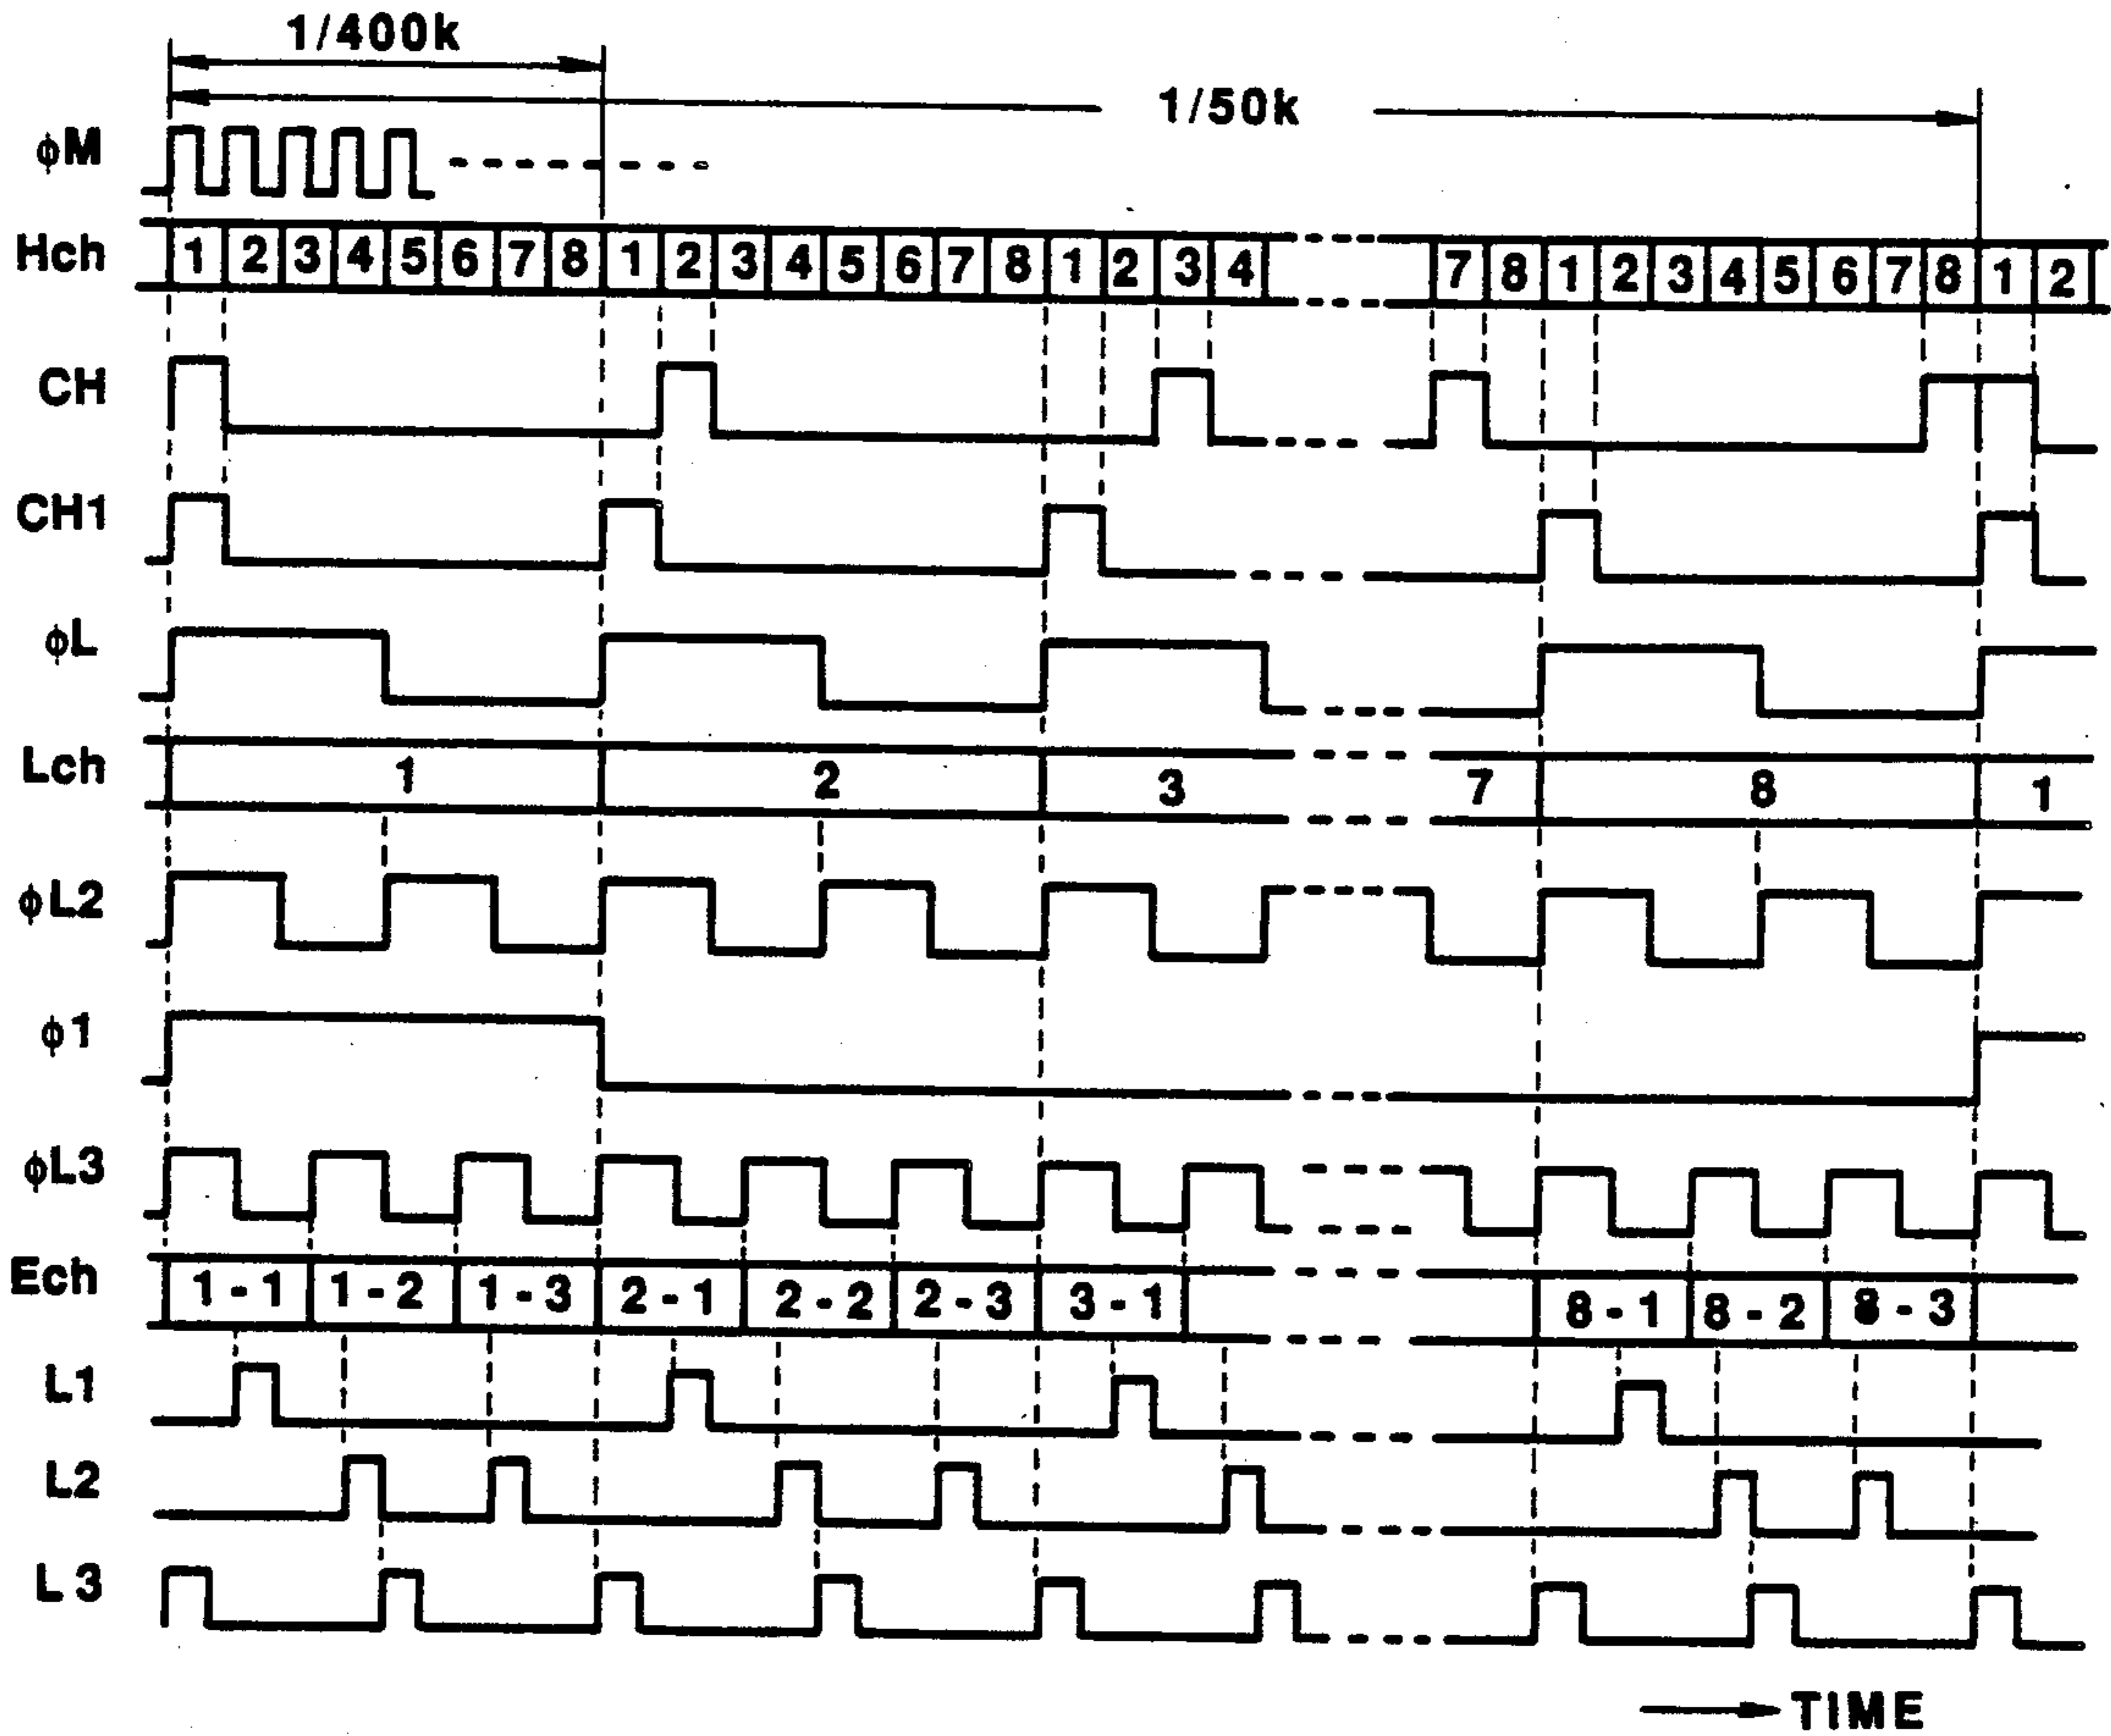 1/400k
1/50k
ϕM
Hch 1 2 3 4 5 6 7 8 1 2 3 4 5 6 7 8 1 2 3 4 7 8 1 2 3 4 5 6 7 8 1 2
CH
CH1
ϕL
Lch 1 2 3 7 8 1
ϕL2
ϕ1
ϕL3
Ech 1-1 1-2 1-3 2-1 2-2 2-3 3-1 8-1 8-2 8-3
L1
L2
L3
TIME